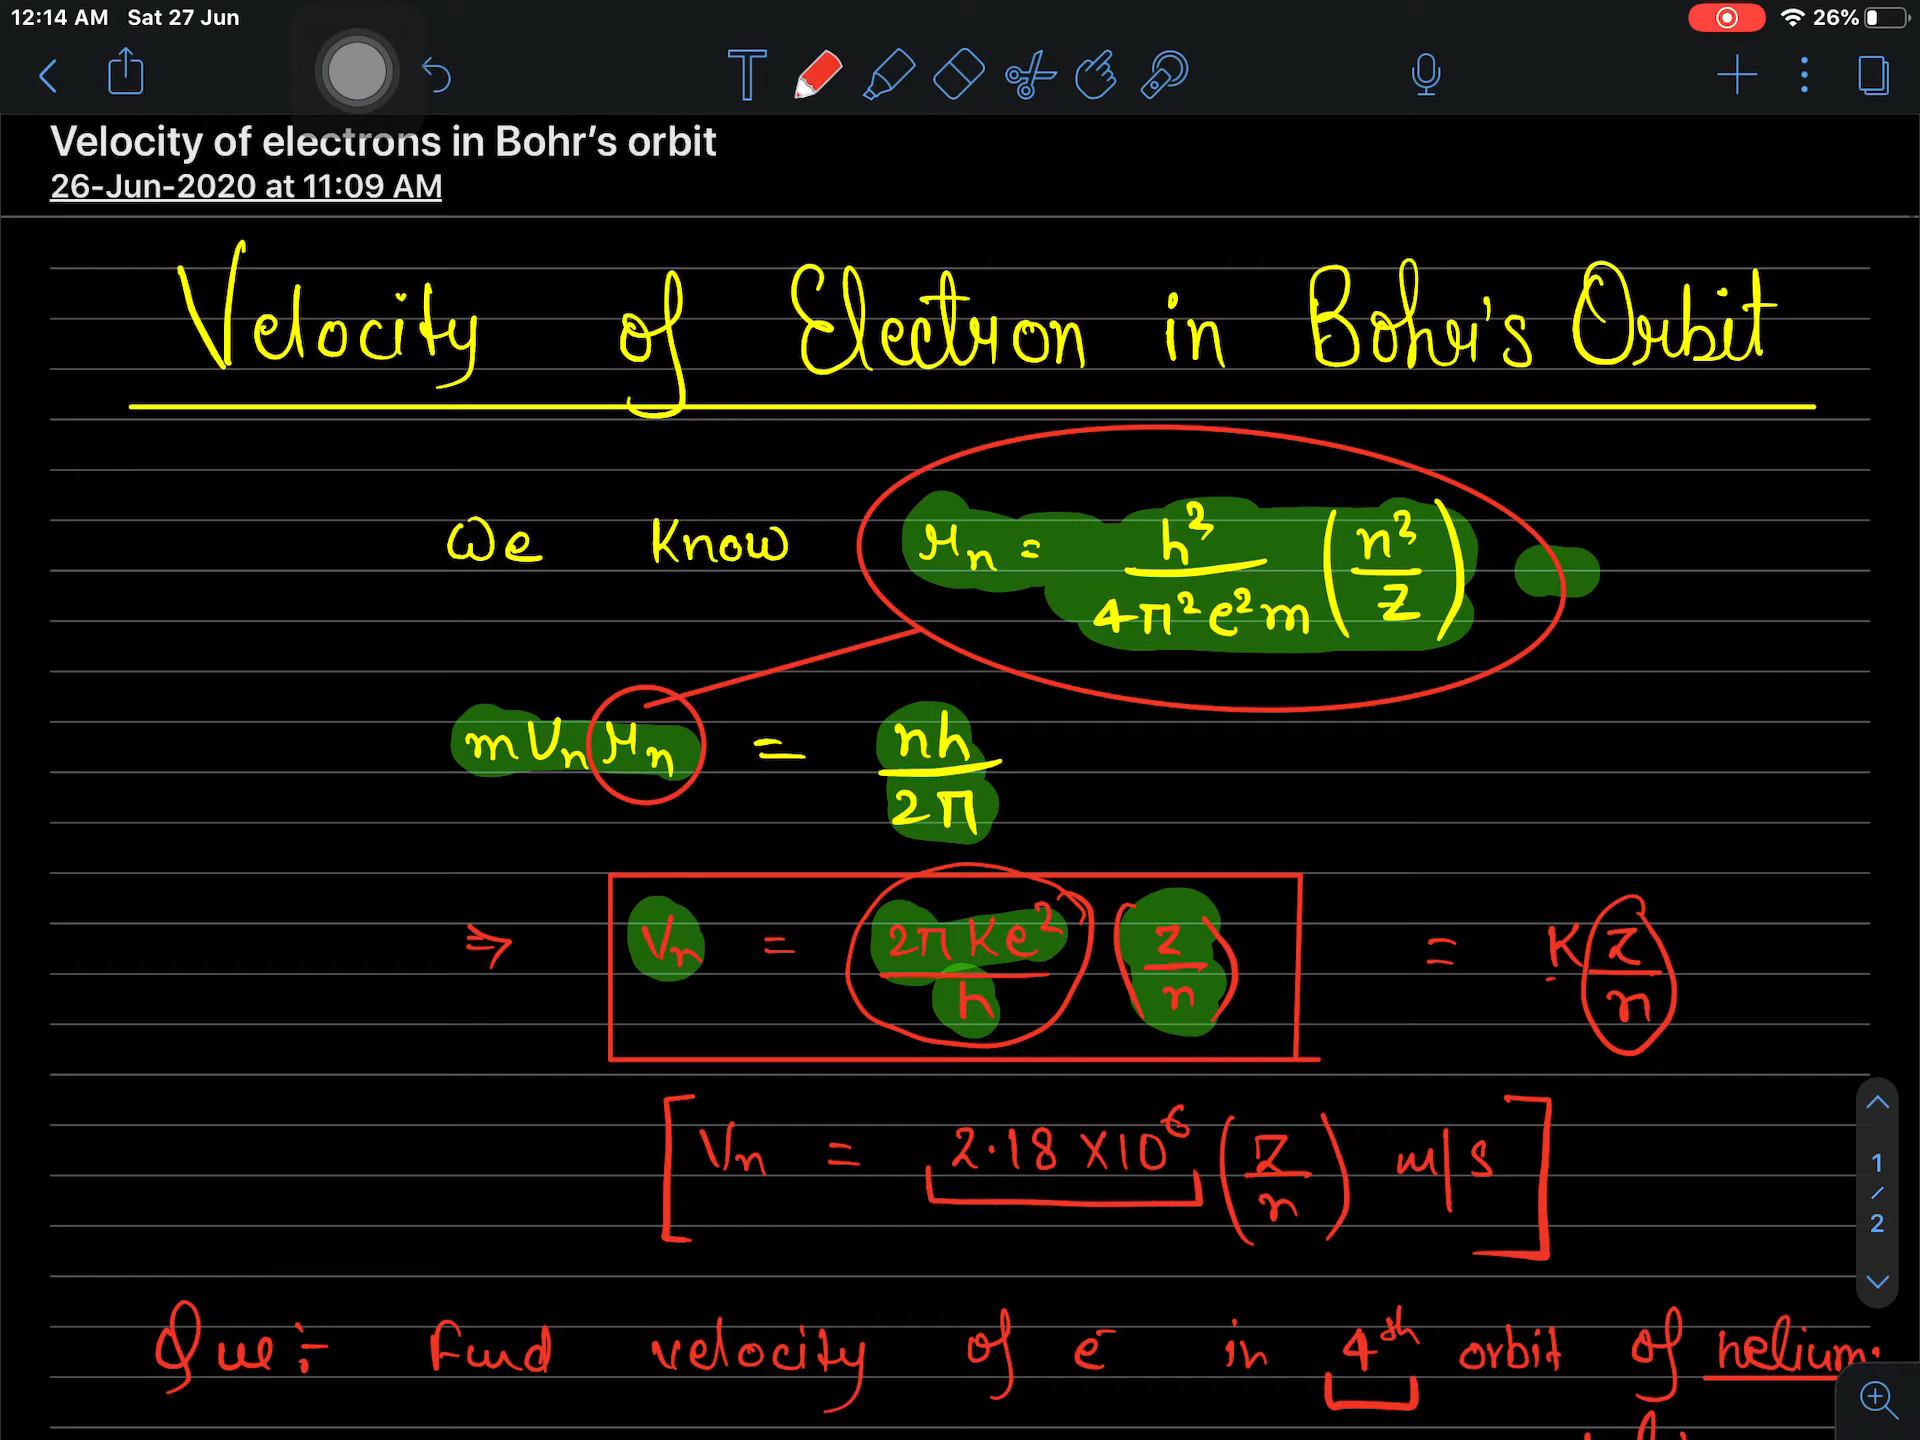 12:14 AM Sat 27 Jun
26%
T
Velocity of electrons in Bohr’s orbit
26-Jun-2020 at 11:09 AM
Velocity of Electron in Bohr's Orbit
We know rₙ = h²/4π²e²m (n²/Z)
mVₙrₙ = nh/2π
⇒ Vₙ = 2πKe²/h (z/n) = K z/n
[Vₙ = 2.18 X10⁶ (Z/n) m/s]
1 / 2
Que:- Find velocity of e⁻ in 4th orbit of helium.